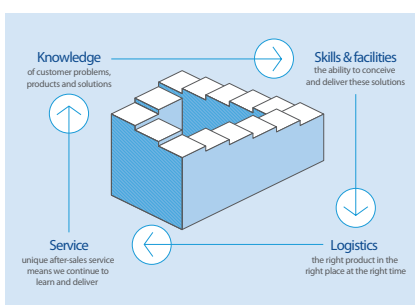 Knowledge
of customer problems,
products and solutions
Skills & facilities
the ability to conceive
and deliver these solutions
Service
unique after-sales service
means we continue to
learn and deliver
Logistics
the right product in the
right place at the right time